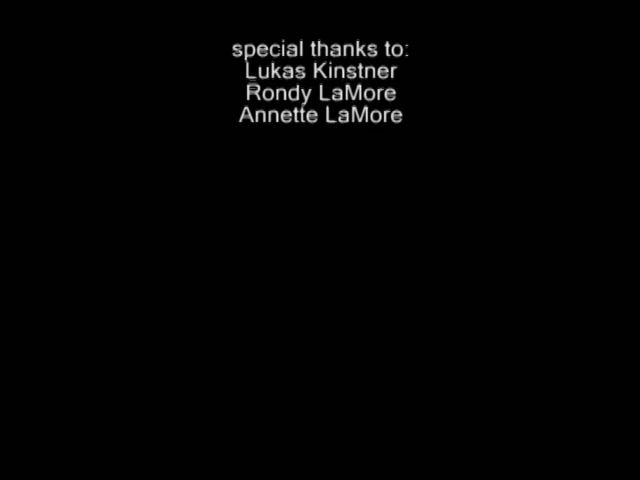 special thanks to:
Lukas Kinstner
Rondy LaMore
Annette LaMore